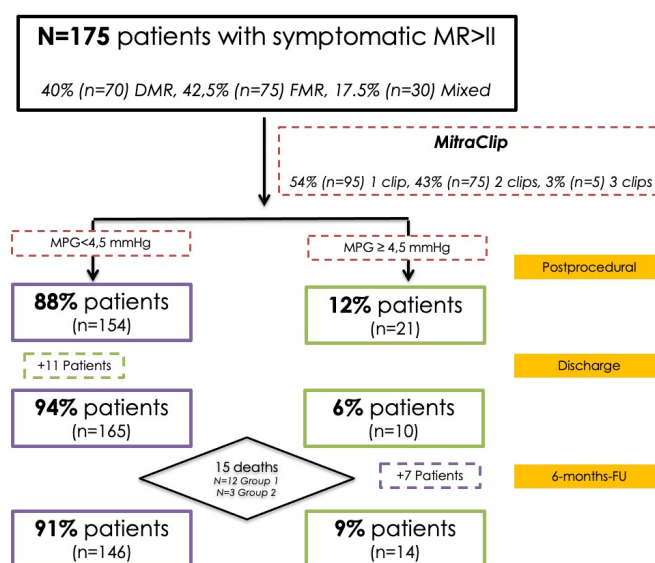 N=175 patients with symptomatic MR>II
40% (n=70) DMR, 42,5% (n=75) FMR, 17.5% (n=30) Mixed
MitraClip
54% (n=95) 1 clip, 43% (n=75) 2 clips, 3% (n=5) 3 clips
MPG<4,5 mmHg
MPG ≥ 4,5 mmHg
Postprocedural
88% patients
(n=154)
12% patients
(n=21)
+11 Patients
Discharge
94% patients
(n=165)
6% patients
(n=10)
15 deaths
N=12 Group 1
N=3 Group 2
+7 Patients
6-months-FU
91% patients
(n=146)
9% patients
(n=14)